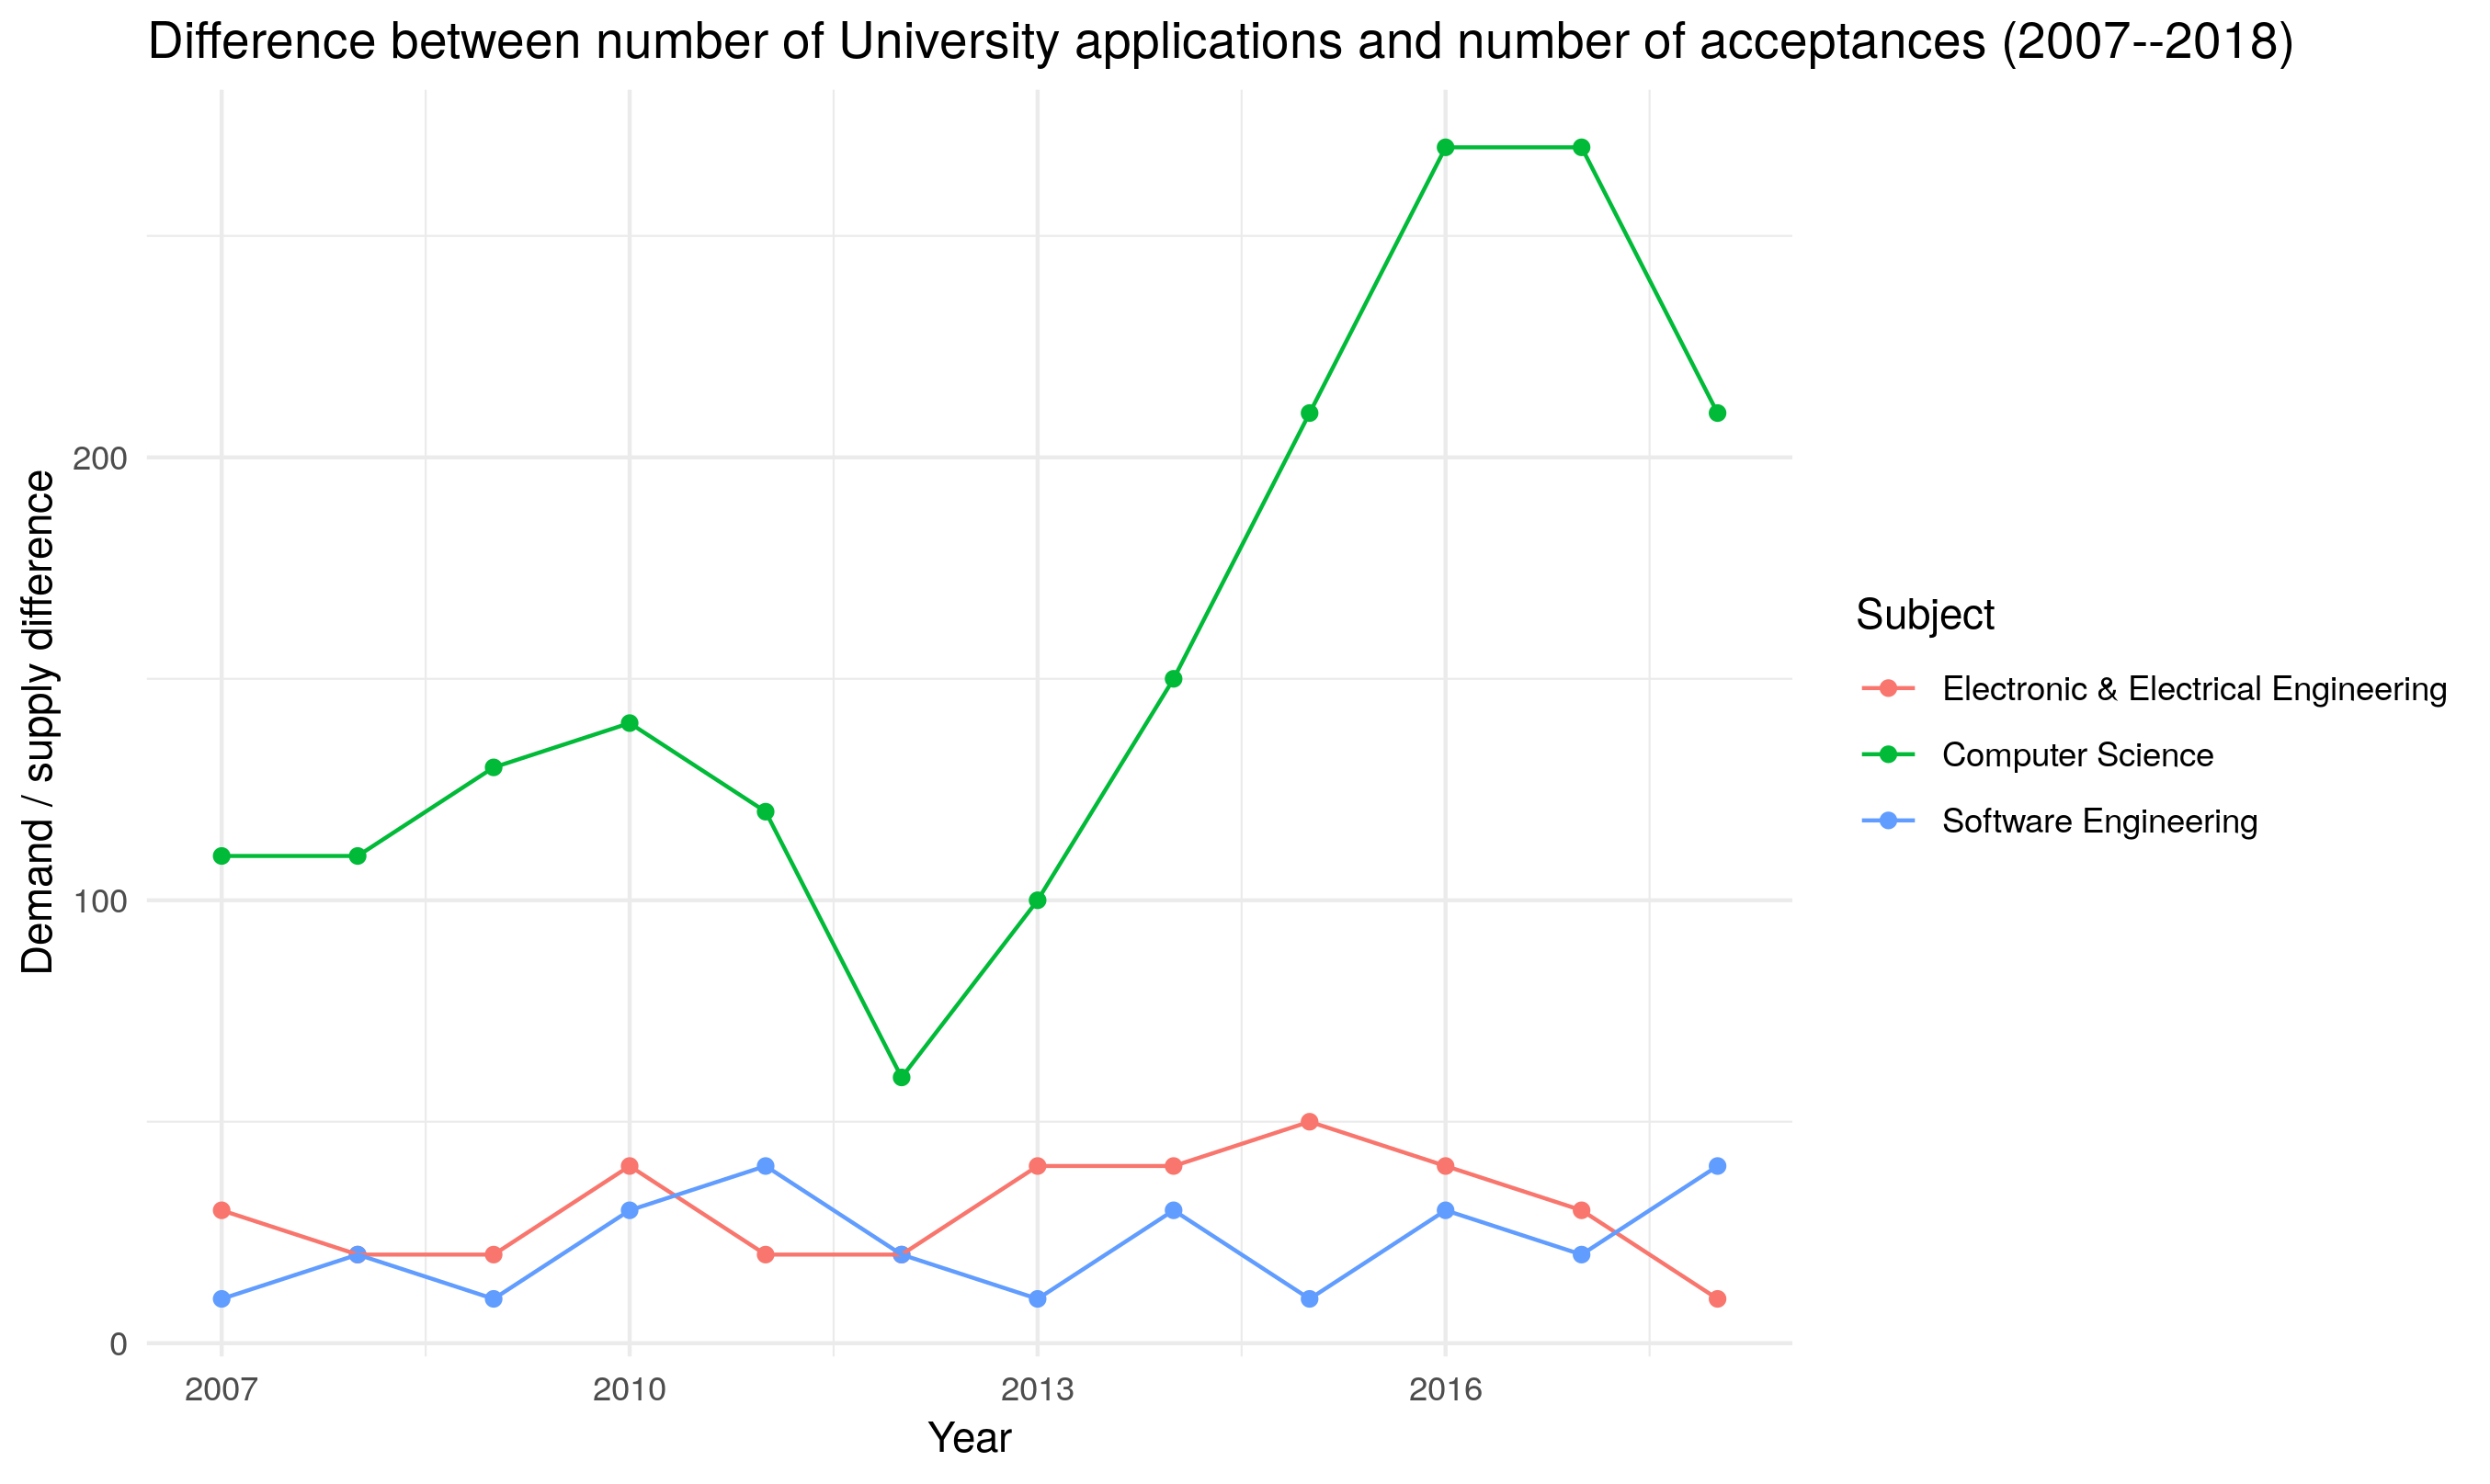 Difference between number of University applications and number of acceptances (2007--2018)
Demand / supply difference
200
100
0
2007 2010 2013 2016
Year
Subject
Electronic & Electrical Engineering
Computer Science
Software Engineering